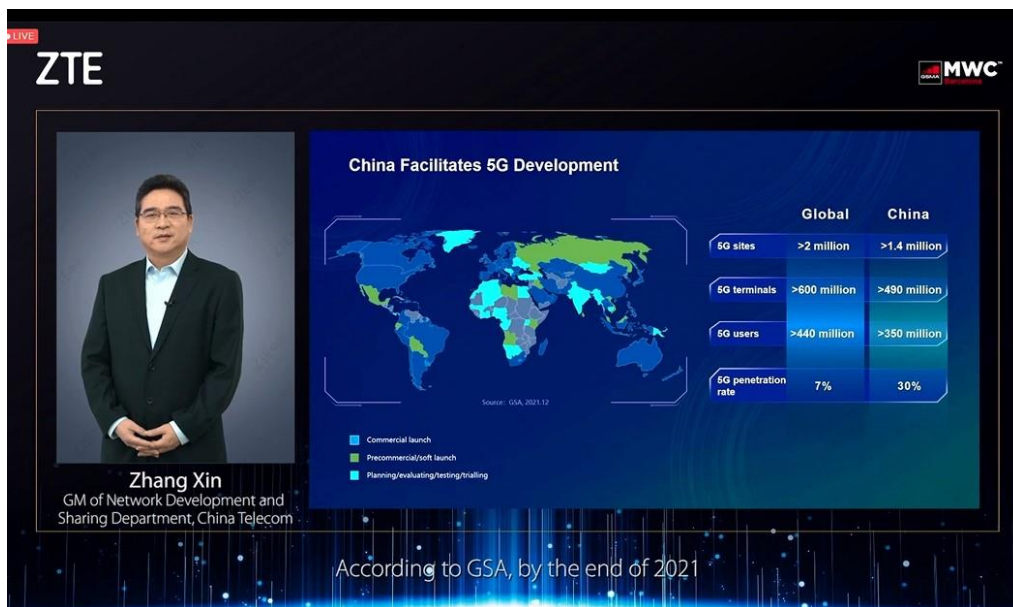 LIVE
ZTE
GSMA
MWC
Barcelona
China Facilitates 5G Development
Global China
5G sites >2 million >1.4 million
5G terminals >600 million >490 million
5G users >440 million >350 million
5G penetration
rate 7% 30%
Source: GSA, 2021.12
Commercial launch
Precommercial/soft launch
Planning/evaluating/testing/trialling
Zhang Xin
GM of Network Development and
Sharing Department, China Telecom
According to GSA, by the end of 2021